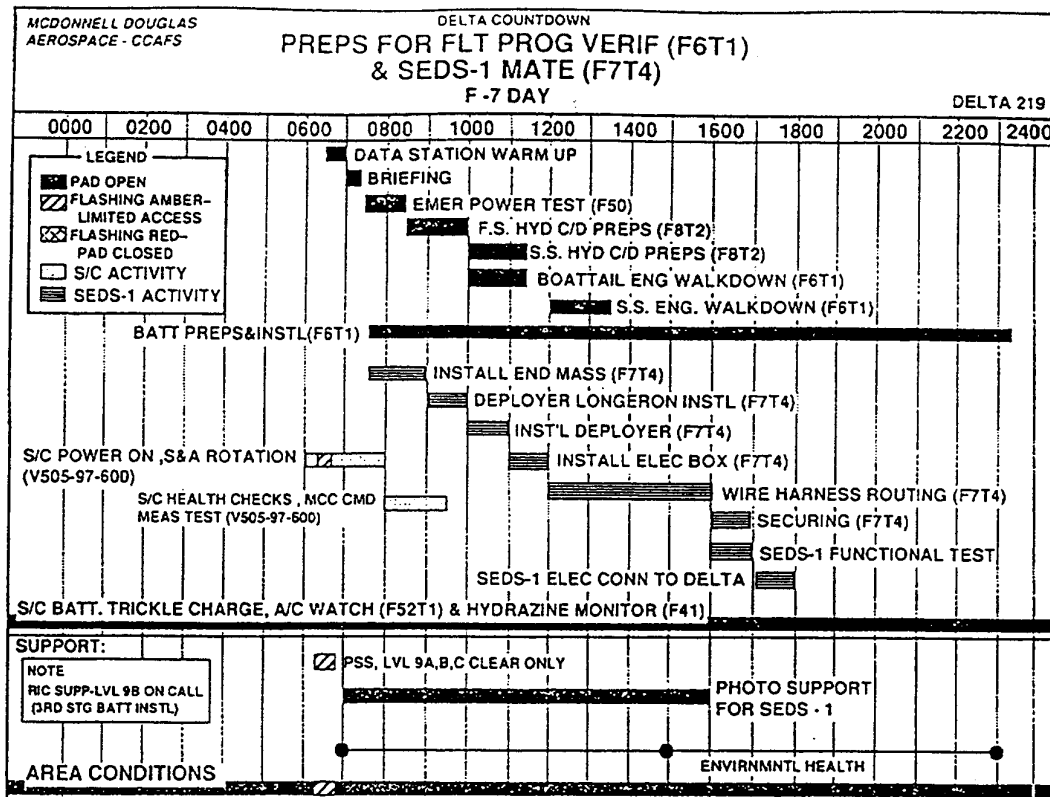 MCDONNELL DOUGLAS
AEROSPACE - CCAFS
DELTA COUNTDOWN
PREPS FOR FLT PROG VERIF (F6T1)
& SEDS-1 MATE (F7T4)
F -7 DAY
DELTA 219
0000 0200 0400 0600 0800 1000 1200 1400 1600 1800 2000 2200 2400
LEGEND
PAD OPEN
FLASHING AMBER–
LIMITED ACCESS
FLASHING RED–
PAD CLOSED
S/C ACTIVITY
SEDS-1 ACTIVITY
DATA STATION WARM UP
BRIEFING
EMER POWER TEST (F50)
F.S. HYD C/D PREPS (F8T2)
S.S. HYD C/D PREPS (F8T2)
BOATTAIL ENG WALKDOWN (F6T1)
S.S. ENG. WALKDOWN (F6T1)
BATT PREPS&INSTL(F6T1)
INSTALL END MASS (F7T4)
DEPLOYER LONGERON INSTL (F7T4)
INST'L DEPLOYER (F7T4)
S/C POWER ON ,S&A ROTATION
(V505-97-600)
INSTALL ELEC BOX (F7T4)
S/C HEALTH CHECKS , MCC CMD
MEAS TEST (V505-97-600)
WIRE HARNESS ROUTING (F7T4)
SECURING (F7T4)
SEDS-1 FUNCTIONAL TEST
SEDS-1 ELEC CONN TO DELTA
S/C BATT. TRICKLE CHARGE, A/C WATCH (F52T1) & HYDRAZINE MONITOR (F41)
SUPPORT:
NOTE
RIC SUPP-LVL 9B ON CALL
(3RD STG BATT INSTL)
PSS, LVL 9A,B,C CLEAR ONLY
PHOTO SUPPORT
FOR SEDS - 1
ENVIRNMNTL HEALTH
AREA CONDITIONS